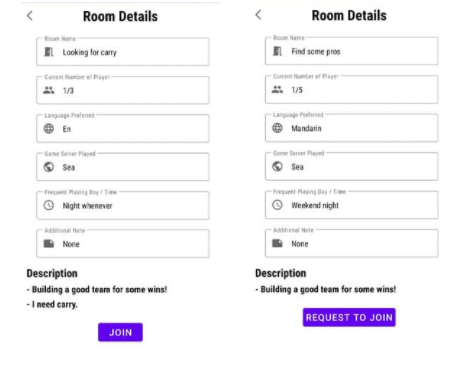 Room Details
Room Name
Looking for carry
Current Number of Player
1/3
Language Preferred
En
Game Server Played
Sea
Frequent Playing Day / Time
Night whenever
Additional Note
None
Description
- Building a good team for some wins!
- I need carry.
JOIN
Room Details
Room Name
Find some pros
Current Number of Player
1/5
Language Preferred
Mandarin
Game Server Played
Sea
Frequent Playing Day / Time
Weekend night
Additional Note
None
Description
- Building a good team for some wins!
REQUEST TO JOIN